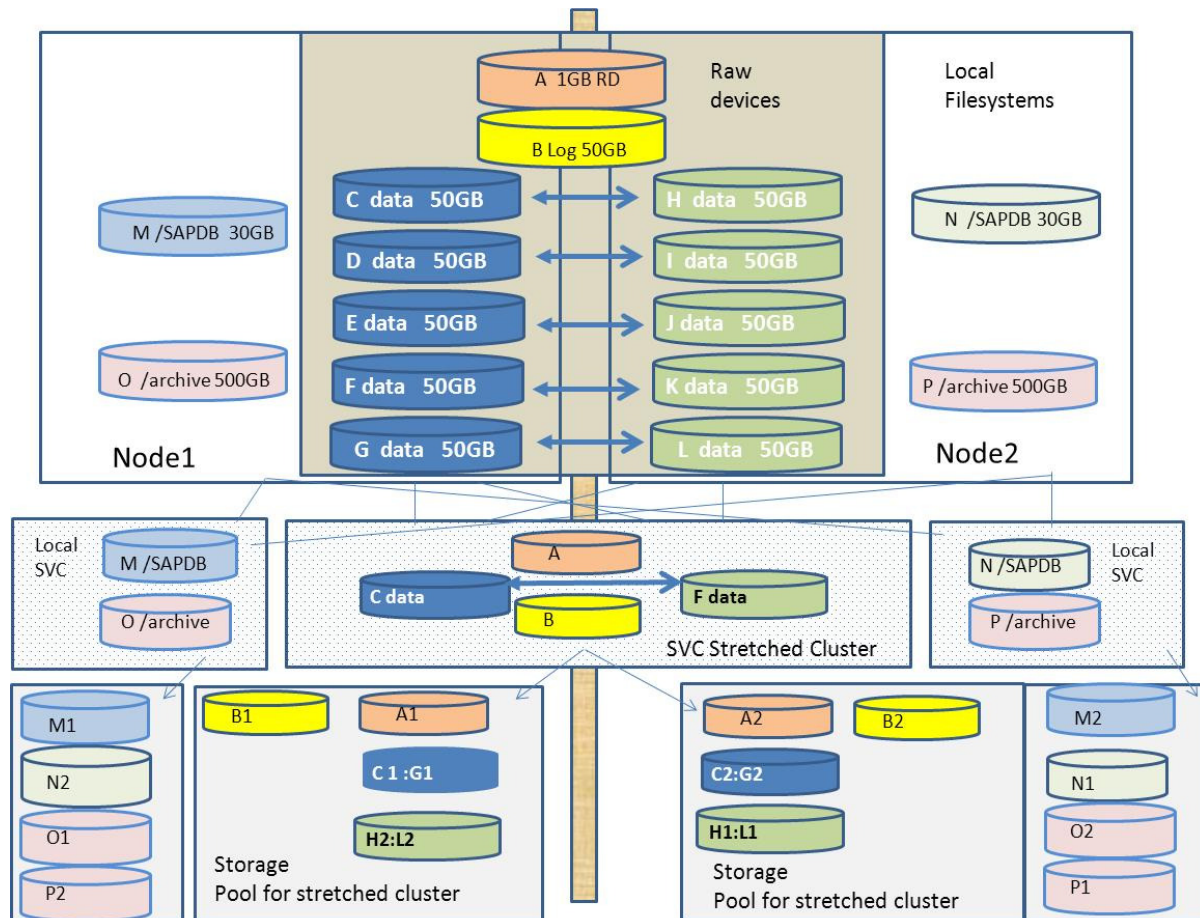 A 1GB RD
Raw
devices
Local
Filesystems
B Log 50GB
C data 50GB
H data 50GB
M /SAPDB 30GB
N /SAPDB 30GB
D data 50GB
I data 50GB
E data 50GB
J data 50GB
O /archive 500GB
F data 50GB
K data 50GB
P /archive 500GB
G data 50GB
L data 50GB
Node1
Node2
Local
SVC
M /SAPDB
O /archive
A
C data
F data
B
SVC Stretched Cluster
N /SAPDB
Local
SVC
P /archive
M1
N2
O1
P2
B1
A1
C 1 :G1
H2:L2
Storage
Pool for stretched cluster
A2
B2
C2:G2
H1:L1
Storage
Pool for stretched cluster
M2
N1
O2
P1